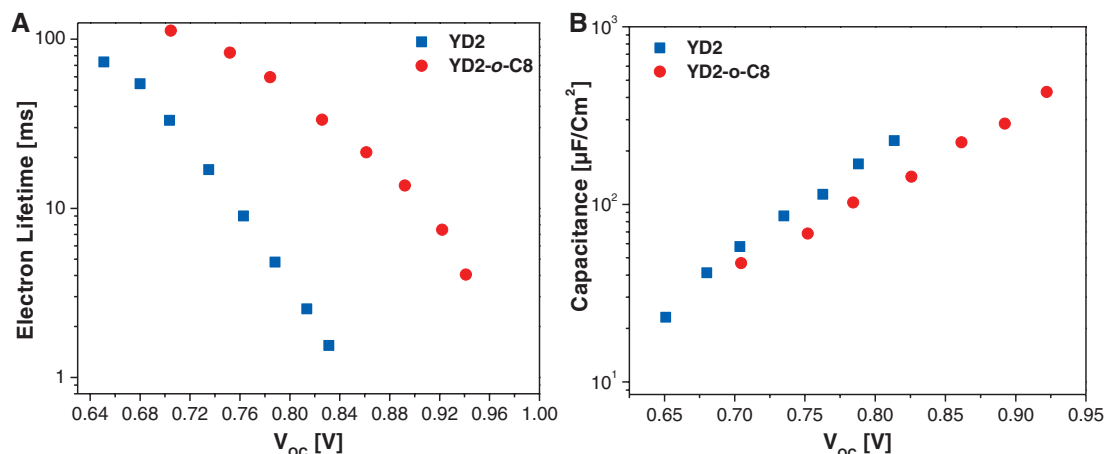 A
Electron Lifetime [ms]
100
10
1
YD2
YD2-o-C8
0.64 0.68 0.72 0.76 0.80 0.84 0.88 0.92 0.96 1.00
VOC [V]
B
Capacitance [µF/Cm²]
10³
10²
10¹
YD2
YD2-o-C8
0.65 0.70 0.75 0.80 0.85 0.90 0.95
VOC [V]